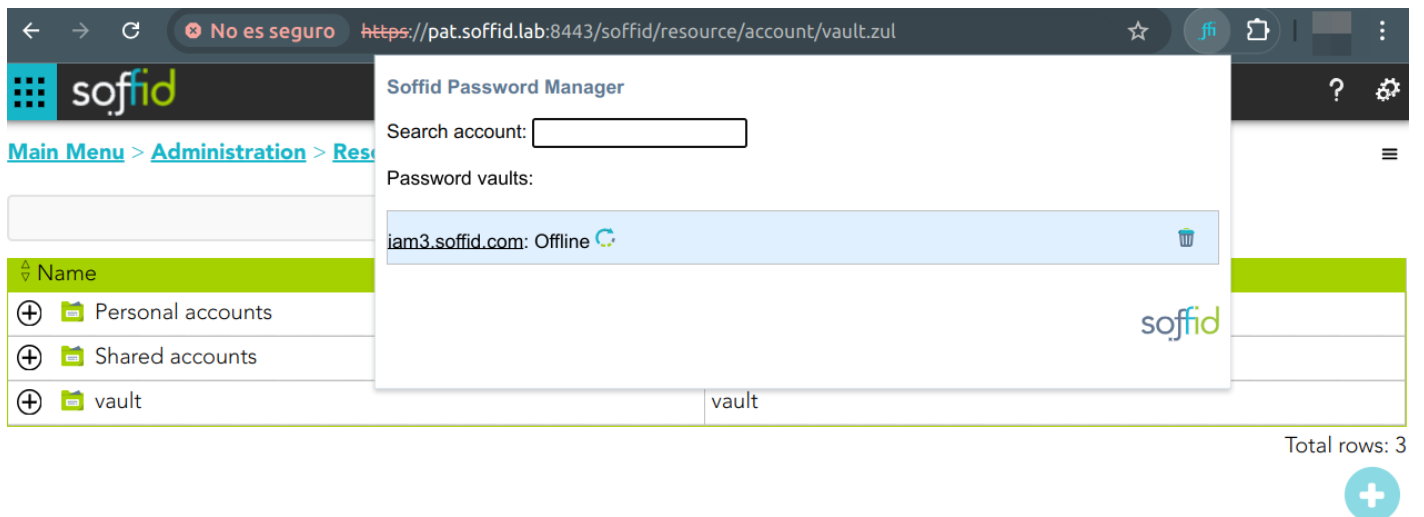 No es seguro https://pat.soffid.lab:8443/soffid/resource/account/vault.zul
soffid
Soffid Password Manager
?
Search account:
Main Menu > Administration >
Password vaults:
iam3.soffid.com: Offline
Name
Personal accounts
soffid
Shared accounts
vault vault
Total rows: 3